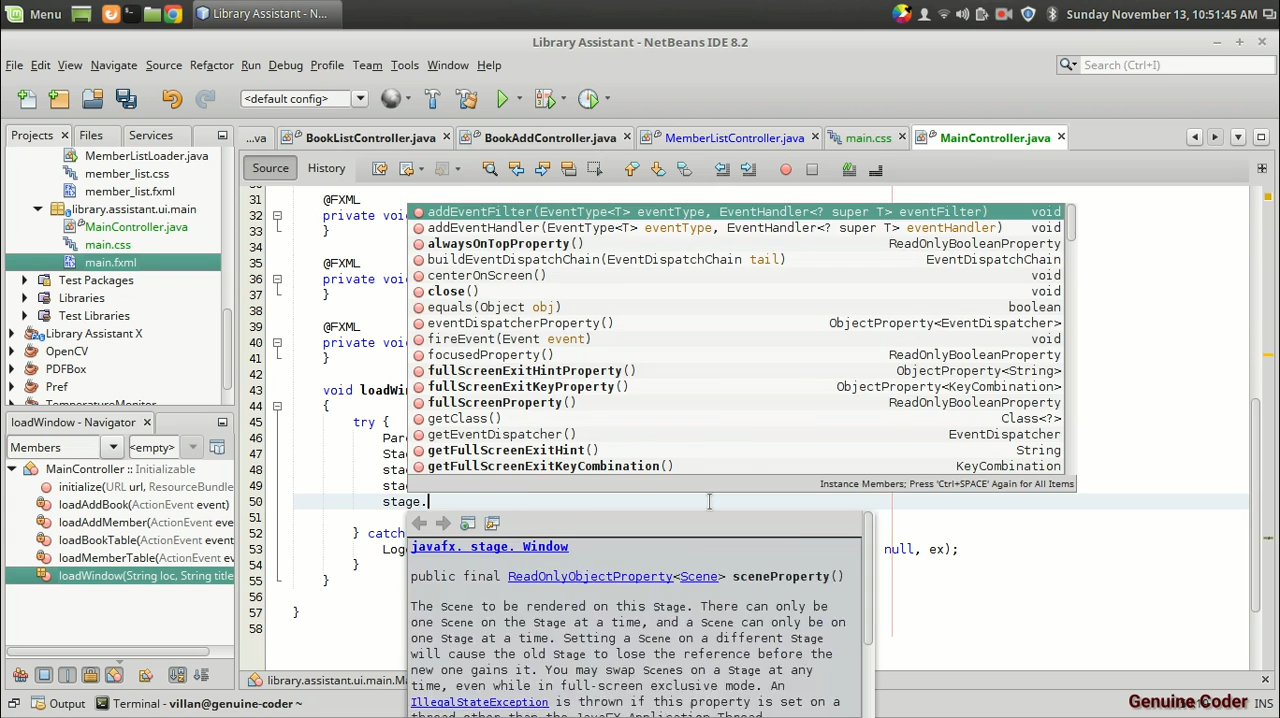 Menu
Library Assistant - N...
Sunday November 13, 10:51:45
Library Assistant - NetBeans IDE 8.2
File Edit View Navigate Source Refactor Run Debug Profile Team Tools Window Help
Search (Ctrl+I)
<default config>
Projects Files Services
...va BookListController.java BookAddController.java MemberListController.java main.css MainController.java
Source History
MemberListLoader.java
member_list.css
member_list.fxml
library.assistant.ui.main
MainController.java
main.css
main.fxml
Test Packages
Libraries
Test Libraries
Library Assistant X
OpenCV
PDFBox
Pref
loadWindow - Navigator
Members <empty>
MainController :: Initializable
initialize(URL url, ResourceBundle
loadAddBook(ActionEvent event)
loadAddMember(ActionEvent event)
loadBookTable(ActionEvent event)
loadMemberTable(ActionEvent event)
loadWindow(String loc, String title
31 @FXML
32 private voi
33 }
34
35 @FXML
36 private voi
37 }
38
39 @FXML
40 private voi
41 }
42
43 void loadWi
44 {
45 try {
46 Par
47 Sta
48 sta
49 sta
50 stage.
51
52 } catch
53 Lo null, ex);
54 }
55 }
56
57 }
58
addEventFilter(EventType<T> eventType, EventHandler<? super T> eventFilter) void
addEventHandler(EventType<T> eventType, EventHandler<? super T> eventHandler) void
alwaysOnTopProperty() ReadOnlyBooleanProperty
buildEventDispatchChain(EventDispatchChain tail) EventDispatchChain
centerOnScreen() void
close() void
equals(Object obj) boolean
eventDispatcherProperty() ObjectProperty<EventDispatcher>
fireEvent(Event event) void
focusedProperty() ReadOnlyBooleanProperty
fullScreenExitHintProperty() ObjectProperty<String>
fullScreenExitKeyProperty() ObjectProperty<KeyCombination>
fullScreenProperty() ReadOnlyBooleanProperty
getClass() Class<?>
getEventDispatcher() EventDispatcher
getFullScreenExitHint() String
getFullScreenExitKeyCombination() KeyCombination
Instance Members; Press 'Ctrl+SPACE' Again for All Items
javafx. stage. Window
public final ReadOnlyObjectProperty<Scene> sceneProperty()
The Scene to be rendered on this Stage. There can only be
one Scene on the Stage at a time, and a Scene can only be on
one Stage at a time. Setting a Scene on a different Stage
will cause the old Stage to lose the reference before the
new one gains it. You may swap Scenes on a Stage at any
time, even while in full-screen exclusive mode. An
IllegalStateException is thrown if this property is set on a
library.assistant.ui.main.M
Output Terminal - villan@genuine-coder ~
Genuine Coder
INS